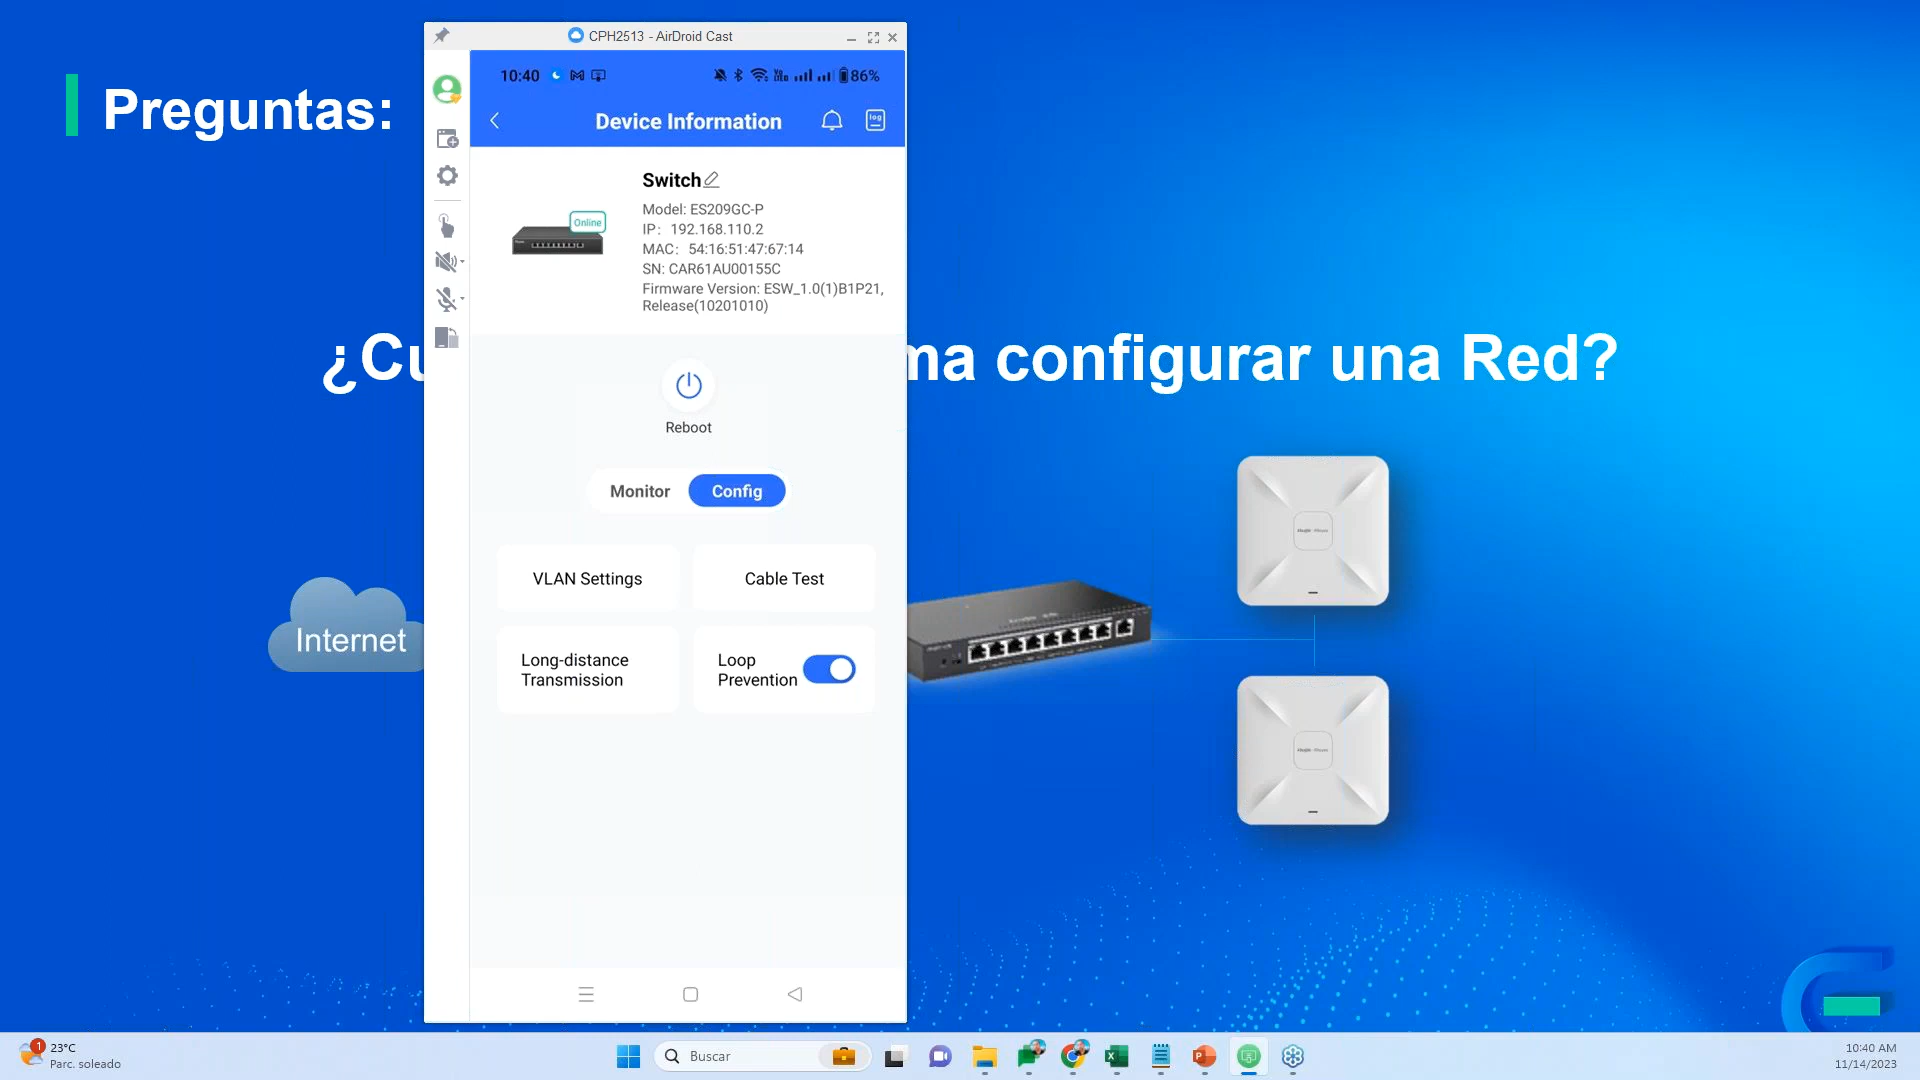 CPH2513 - AirDroid Cast
10:40
86%
Preguntas:
Device Information
log
Switch
Online
Model: ES209GC-P
IP: 192.168.110.2
MAC: 54:16:51:47:67:14
SN: CAR61AU00155C
Firmware Version: ESW_1.0(1)B1P21,
Release(10201010)
¿Cu
ma configurar una Red?
Reboot
Monitor
Config
VLAN Settings
Cable Test
Internet
Long-distance
Transmission
Loop
Prevention
1
23°C
Parc. soleado
Buscar
10:40 AM
11/14/2023